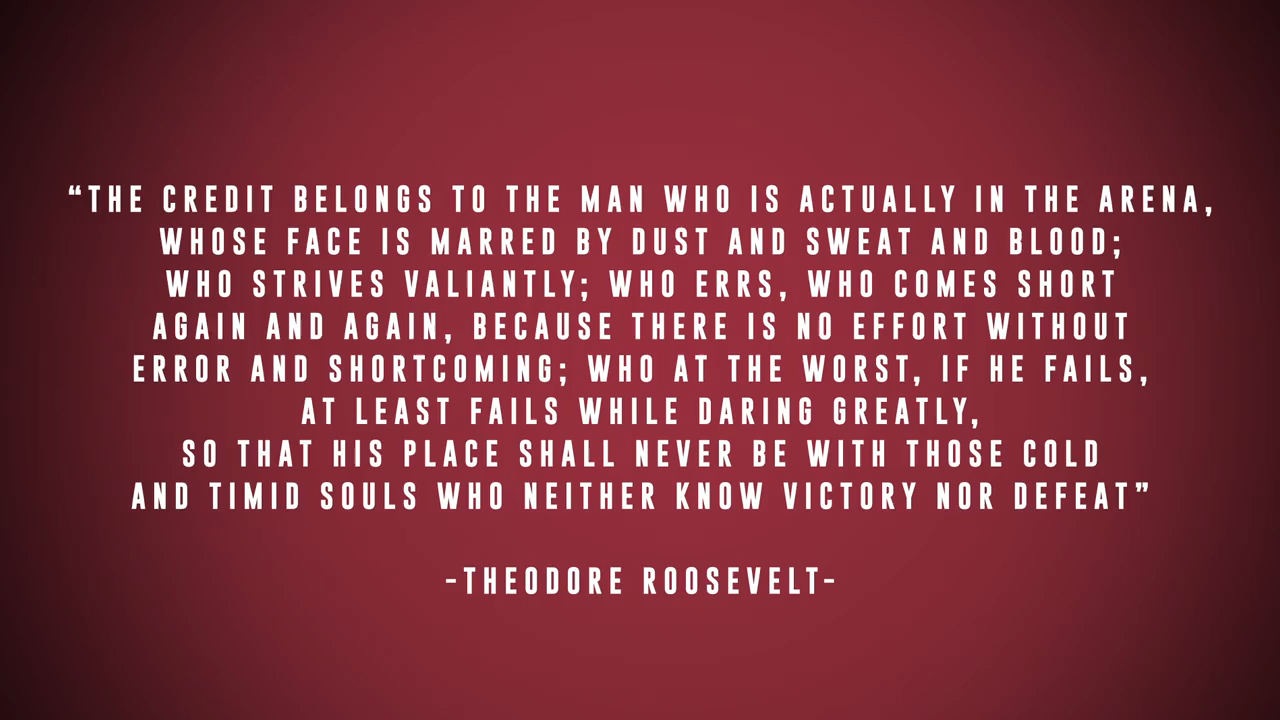 “THE CREDIT BELONGS TO THE MAN WHO IS ACTUALLY IN THE ARENA,
WHOSE FACE IS MARRED BY DUST AND SWEAT AND BLOOD;
WHO STRIVES VALIANTLY; WHO ERRS, WHO COMES SHORT
AGAIN AND AGAIN, BECAUSE THERE IS NO EFFORT WITHOUT
ERROR AND SHORTCOMING; WHO AT THE WORST, IF HE FAILS,
AT LEAST FAILS WHILE DARING GREATLY,
SO THAT HIS PLACE SHALL NEVER BE WITH THOSE COLD
AND TIMID SOULS WHO NEITHER KNOW VICTORY NOR DEFEAT”
-THEODORE ROOSEVELT-